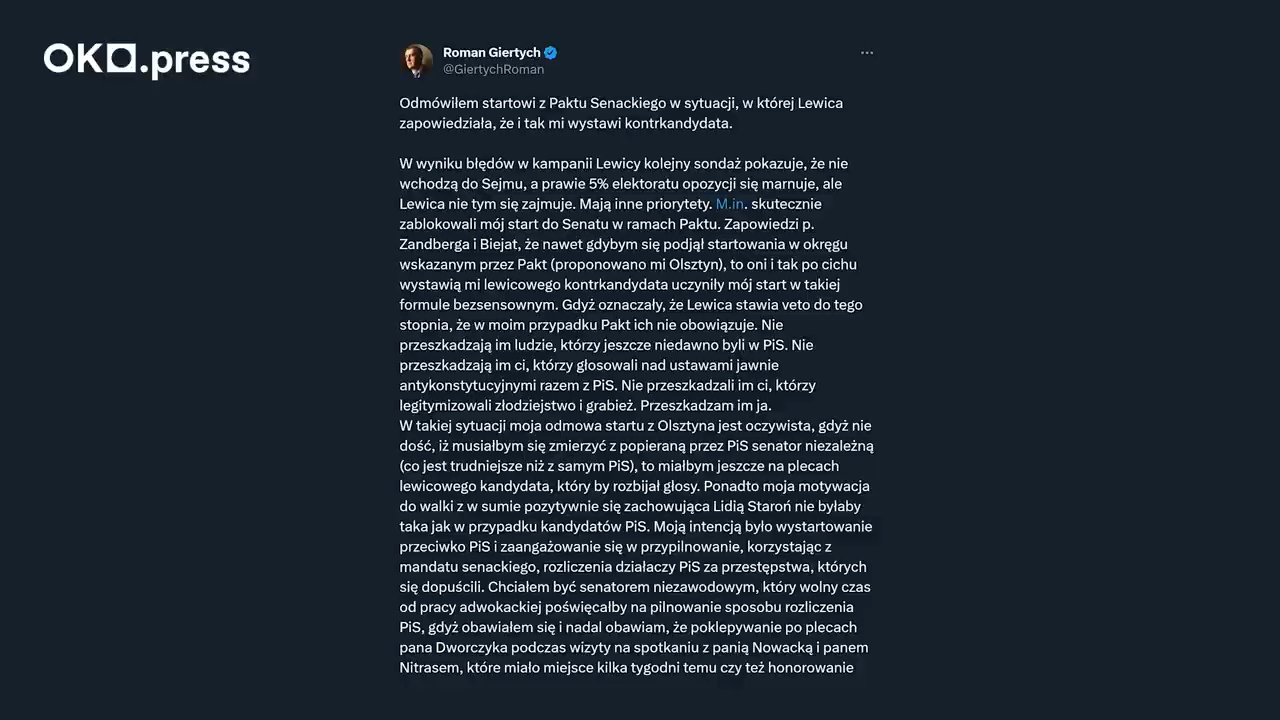 OKO.press
Roman Giertych
@GiertychRoman
Odmówiłem startowi z Paktu Senackiego w sytuacji, w której Lewica
zapowiedziała, że i tak mi wystawi kontrkandydata.
W wyniku błędów w kampanii Lewicy kolejny sondaż pokazuje, że nie
wchodzą do Sejmu, a prawie 5% elektoratu opozycji się marnuje, ale
Lewica nie tym się zajmuje. Mają inne priorytety. M.in. skutecznie
zablokowali mój start do Senatu w ramach Paktu. Zapowiedzi p.
Zandberga i Biejat, że nawet gdybym się podjął startowania w okręgu
wskazanym przez Pakt (proponowano mi Olsztyn), to oni i tak po cichu
wystawią mi lewicowego kontrkandydata uczyniły mój start w takiej
formule bezsensownym. Gdyż oznaczały, że Lewica stawia veto do tego
stopnia, że w moim przypadku Pakt ich nie obowiązuje. Nie
przeszkadzają im ludzie, którzy jeszcze niedawno byli w PiS. Nie
przeszkadzają im ci, którzy głosowali nad ustawami jawnie
antykonstytucyjnymi razem z PiS. Nie przeszkadzali im ci, którzy
legitymizowali złodziejstwo i grabież. Przeszkadzam im ja.
W takiej sytuacji moja odmowa startu z Olsztyna jest oczywista, gdyż nie
dość, iż musiałbym się zmierzyć z popieraną przez PiS senator niezależną
(co jest trudniejsze niż z samym PiS), to miałbym jeszcze na plecach
lewicowego kandydata, który by rozbijał głosy. Ponadto moja motywacja
do walki z w sumie pozytywnie się zachowująca Lidią Staroń nie byłaby
taka jak w przypadku kandydatów PiS. Moją intencją było wystartowanie
przeciwko PiS i zaangażowanie się w przypilnowanie, korzystając z
mandatu senackiego, rozliczenia działaczy PiS za przestępstwa, których
się dopuścili. Chciałem być senatorem niezawodowym, który wolny czas
od pracy adwokackiej poświęcałby na pilnowanie sposobu rozliczenia
PiS, gdyż obawiałem się i nadal obawiam, że poklepywanie po plecach
pana Dworczyka podczas wizyty na spotkaniu z panią Nowacką i panem
Nitrasem, które miało miejsce kilka tygodni temu czy też honorowanie